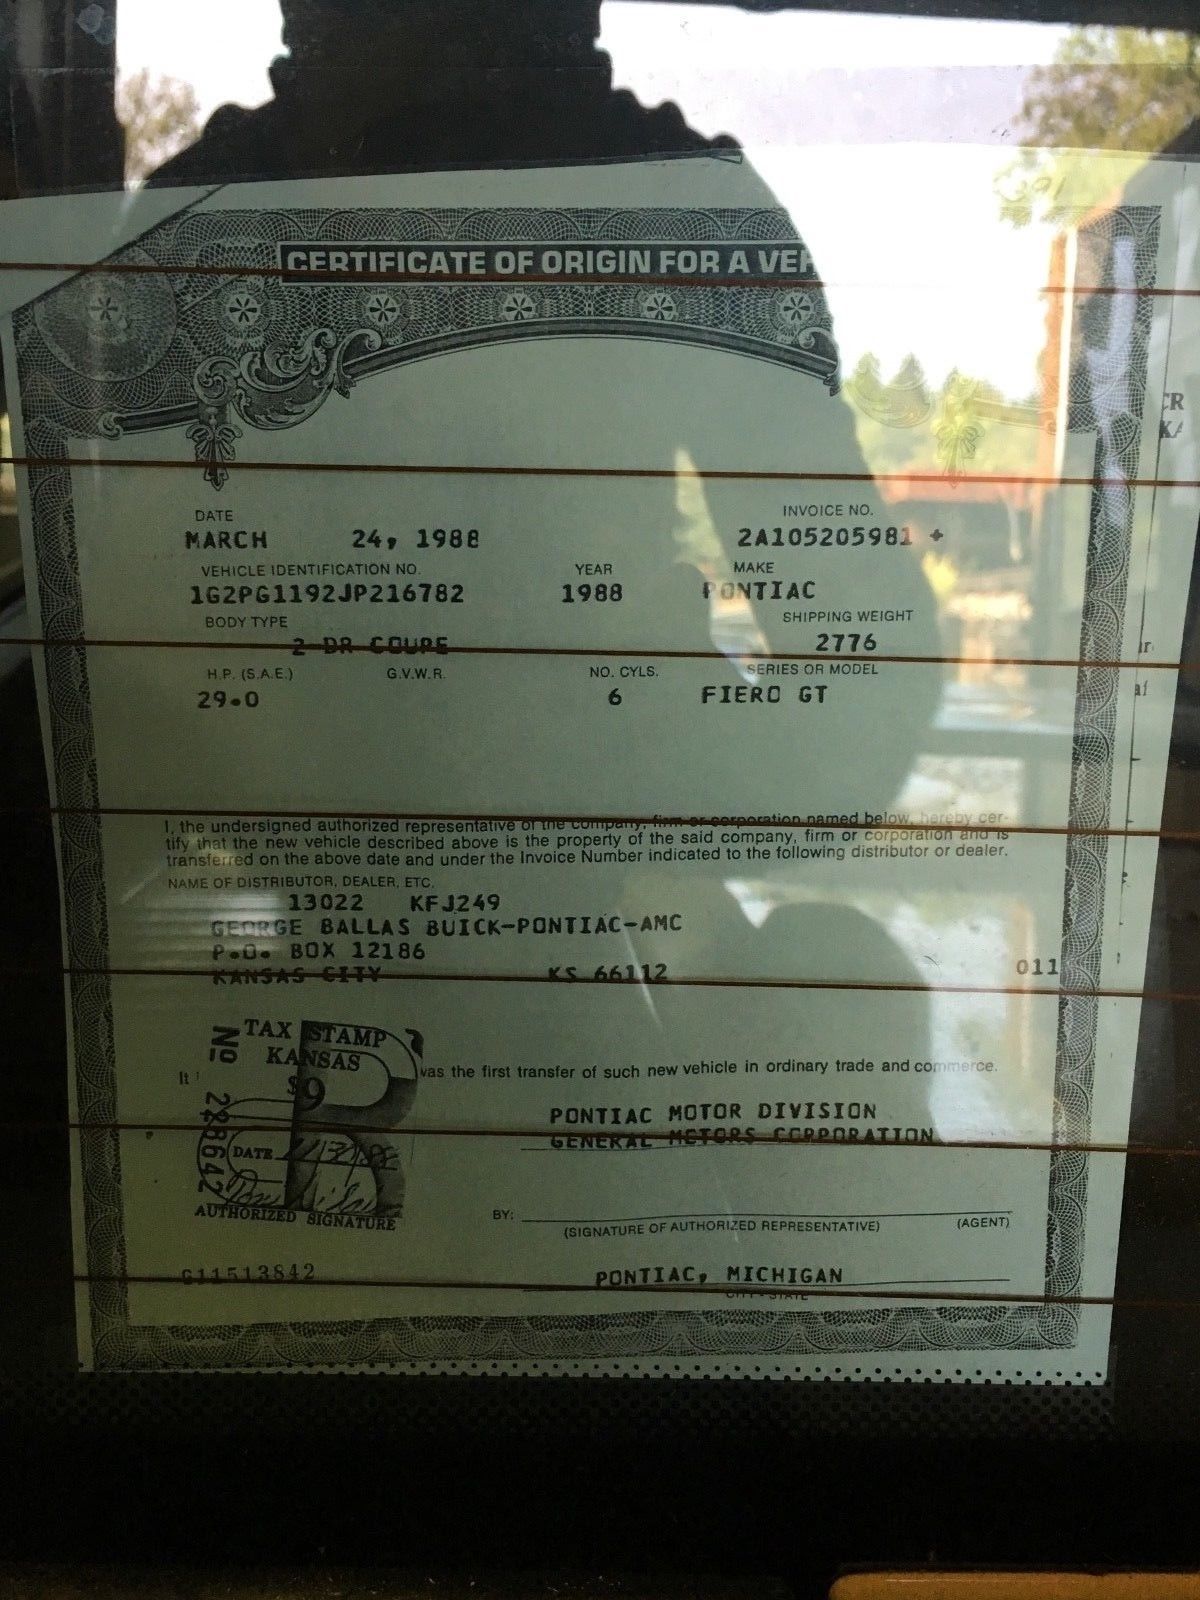 CERTIFICATE OF ORIGIN FOR A VEH
DATE
INVOICE NO.
MARCH 24, 1988
2A105205981 +
VEHICLE IDENTIFICATION NO.
YEAR
MAKE
1G2PG1192JP216782
1988
PONTIAC
BODY TYPE
SHIPPING WEIGHT
2 DR COUPE
2776
H.P. (S.A.E.)
G.V.W.R.
NO. CYLS.
SERIES OR MODEL
29.0
6
FIERO GT
I, the undersigned authorized representative of the company, firm or corporation named below, hereby cer-
tify that the new vehicle described above is the property of the said company, firm or corporation and is
transferred on the above date and under the Invoice Number indicated to the following distributor or dealer.
NAME OF DISTRIBUTOR, DEALER, ETC.
13022 KFJ249
GEORGE BALLAS BUICK-PONTIAC-AMC
P.O. BOX 12186
KANSAS CITY KS 66112
011
TAX STAMP
KANSAS
$9
No 228642
DATE
AUTHORIZED SIGNATURE
It
was the first transfer of such new vehicle in ordinary trade and commerce.
PONTIAC MOTOR DIVISION
GENERAL MOTORS CORPORATION
BY:
(SIGNATURE OF AUTHORIZED REPRESENTATIVE) (AGENT)
G11513842
PONTIAC, MICHIGAN
CITY - STATE